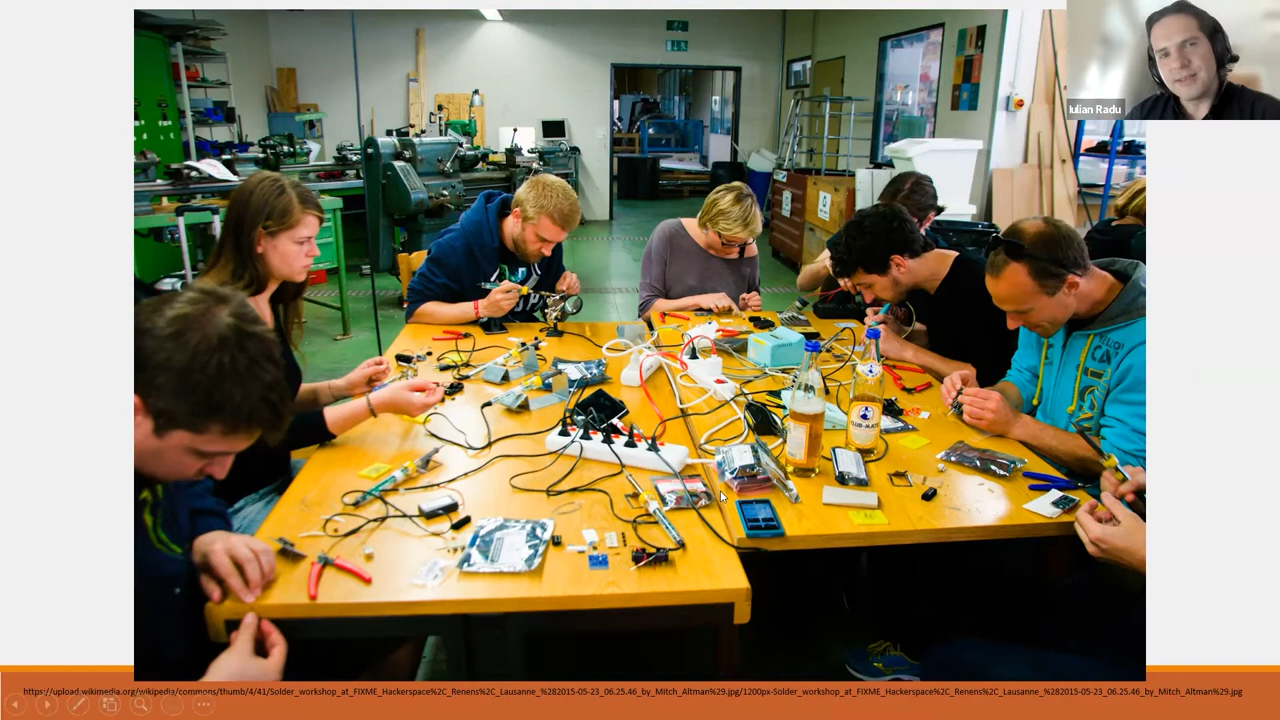 Iulian Radu
CLUB-MATE
https://upload.wikimedia.org/wikipedia/commons/thumb/4/41/Solder_workshop_at_FIXME_Hackerspace%2C_Renens%2C_Lausanne_%282015-05-23_06.25.46_by_Mitch_Altman%29.jpg/1200px-Solder_workshop_at_FIXME_Hackerspace%2C_Renens%2C_Lausanne_%282015-05-23_06.25.46_by_Mitch_Altman%29.jpg